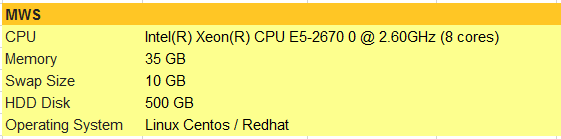 MWS
CPU Intel(R) Xeon(R) CPU E5-2670 0 @ 2.60GHz (8 cores)
Memory 35 GB
Swap Size 10 GB
HDD Disk 500 GB
Operating System Linux Centos / Redhat